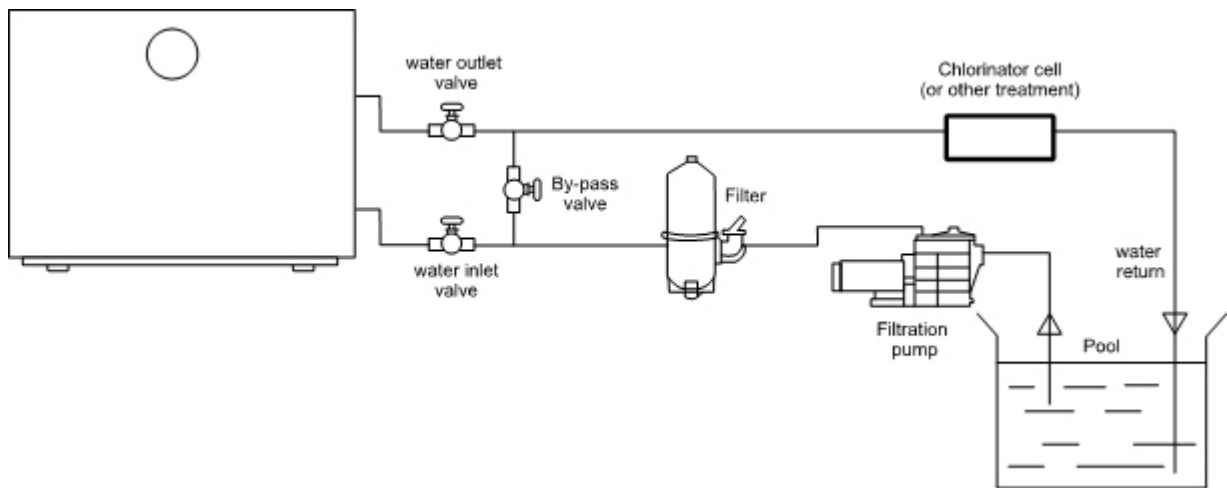 water outlet
valve
Chlorinator cell
(or other treatment)
By-pass
valve
Filter
water inlet
valve
water
return
Filtration
pump
Pool